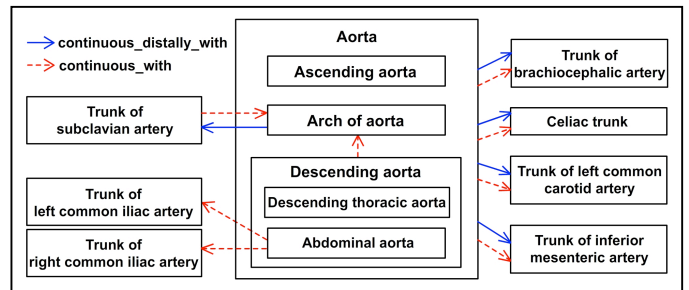 continuous_distally_with
continuous_with
Trunk of
subclavian artery
Trunk of
left common iliac artery
Trunk of
right common iliac artery
Aorta
Ascending aorta
Arch of aorta
Descending aorta
Descending thoracic aorta
Abdominal aorta
Trunk of
brachiocephalic artery
Celiac trunk
Trunk of left common
carotid artery
Trunk of inferior
mesenteric artery